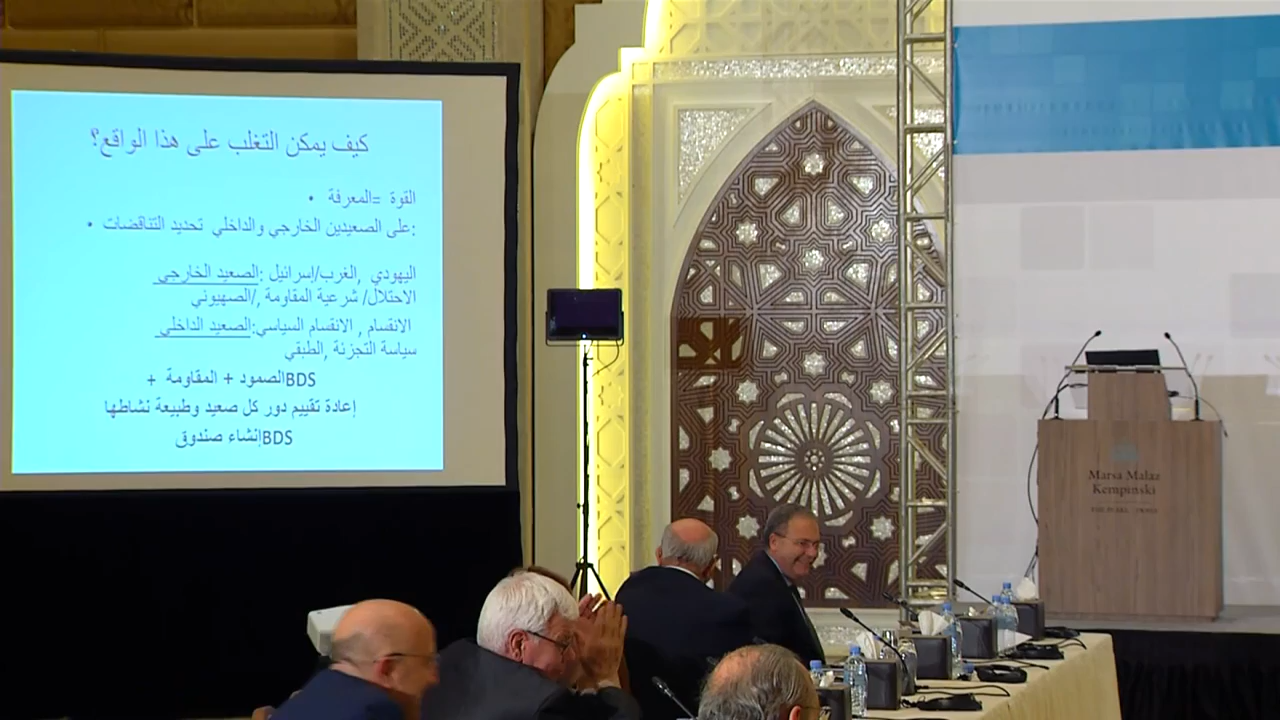 كيف يمكن التغلب على هذا الواقع؟
القوة =المعرفة •
:على الصعيدين الخارجي والداخلي تحديد التناقضات •
اليهودي ,الغرب/إسرائيل :الصعيد الخارجي
الاحتلال/ شرعية المقاومة ,/الصهيوني
الانقسام , الانقسام السياسي:الصعيد الداخلي
سياسة التجزئة ,الطبقي
BDSالصمود + المقاومة +
إعادة تقييم دور كل صعيد وطبيعة نشاطها
BDSإنشاء صندوق
Marsa Malaz
Kempinski